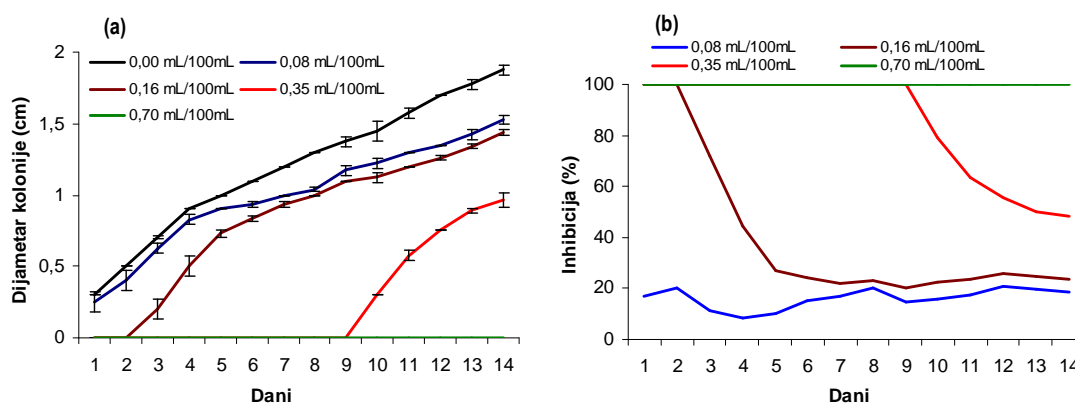 (a)
0,00 mL/100mL 0,08 mL/100mL
0,16 mL/100mL 0,35 mL/100mL
0,70 mL/100mL
Dijametar kolonije (cm)
2
1,5
1
0,5
0
1 2 3 4 5 6 7 8 9 10 11 12 13 14
Dani
(b)
0,08 mL/100mL 0,16 mL/100mL
0,35 mL/100mL 0,70 mL/100mL
Inhibicija (%)
100
80
60
40
20
0
1 2 3 4 5 6 7 8 9 10 11 12 13 14
Dani